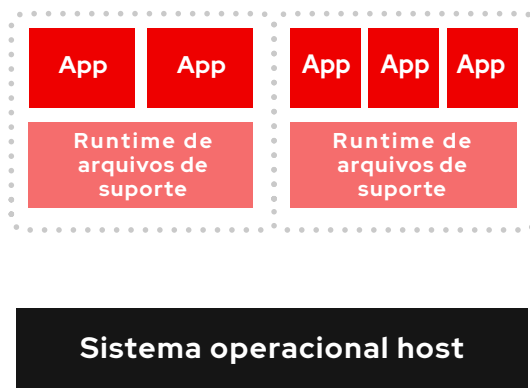 App App App App App
Runtime de Runtime de
arquivos de arquivos de
suporte suporte
Sistema operacional host